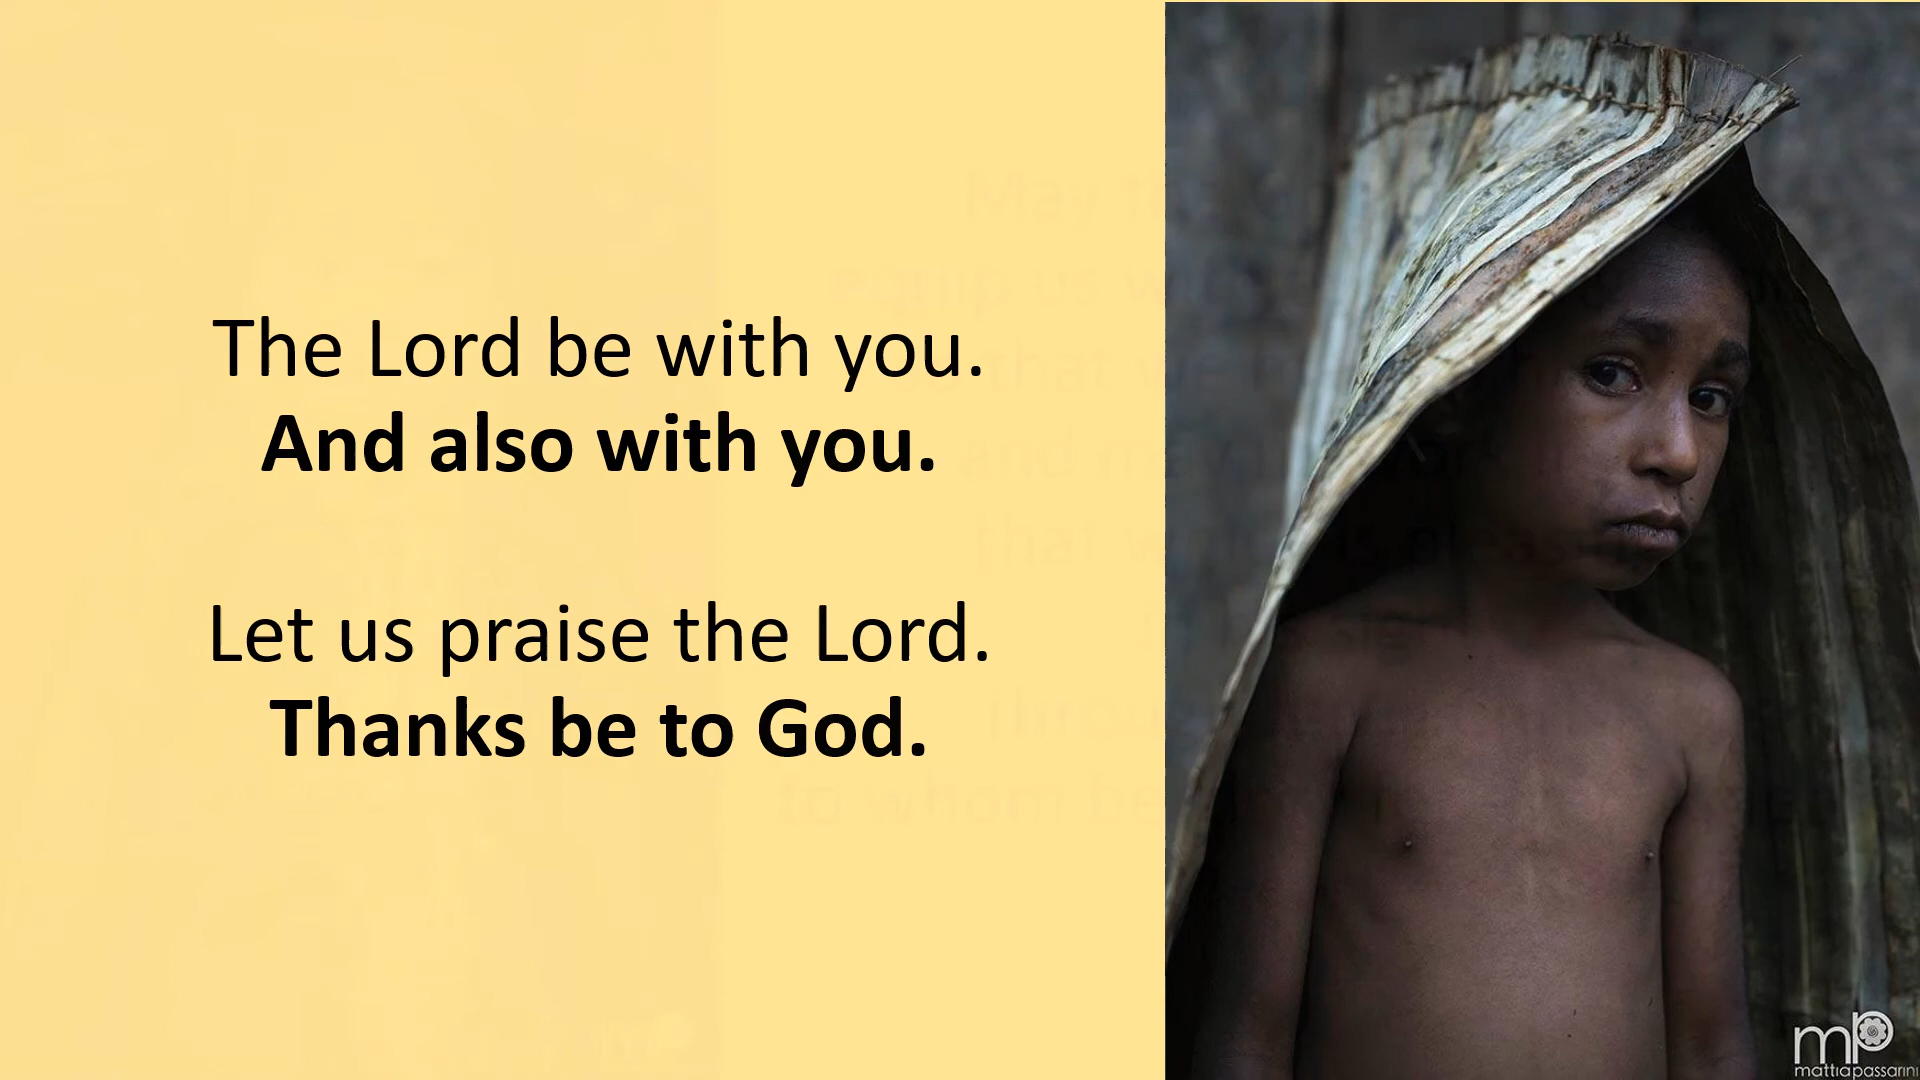 The Lord be with you.
And also with you.
Let us praise the Lord.
Thanks be to God.
mp
mattiapassarini